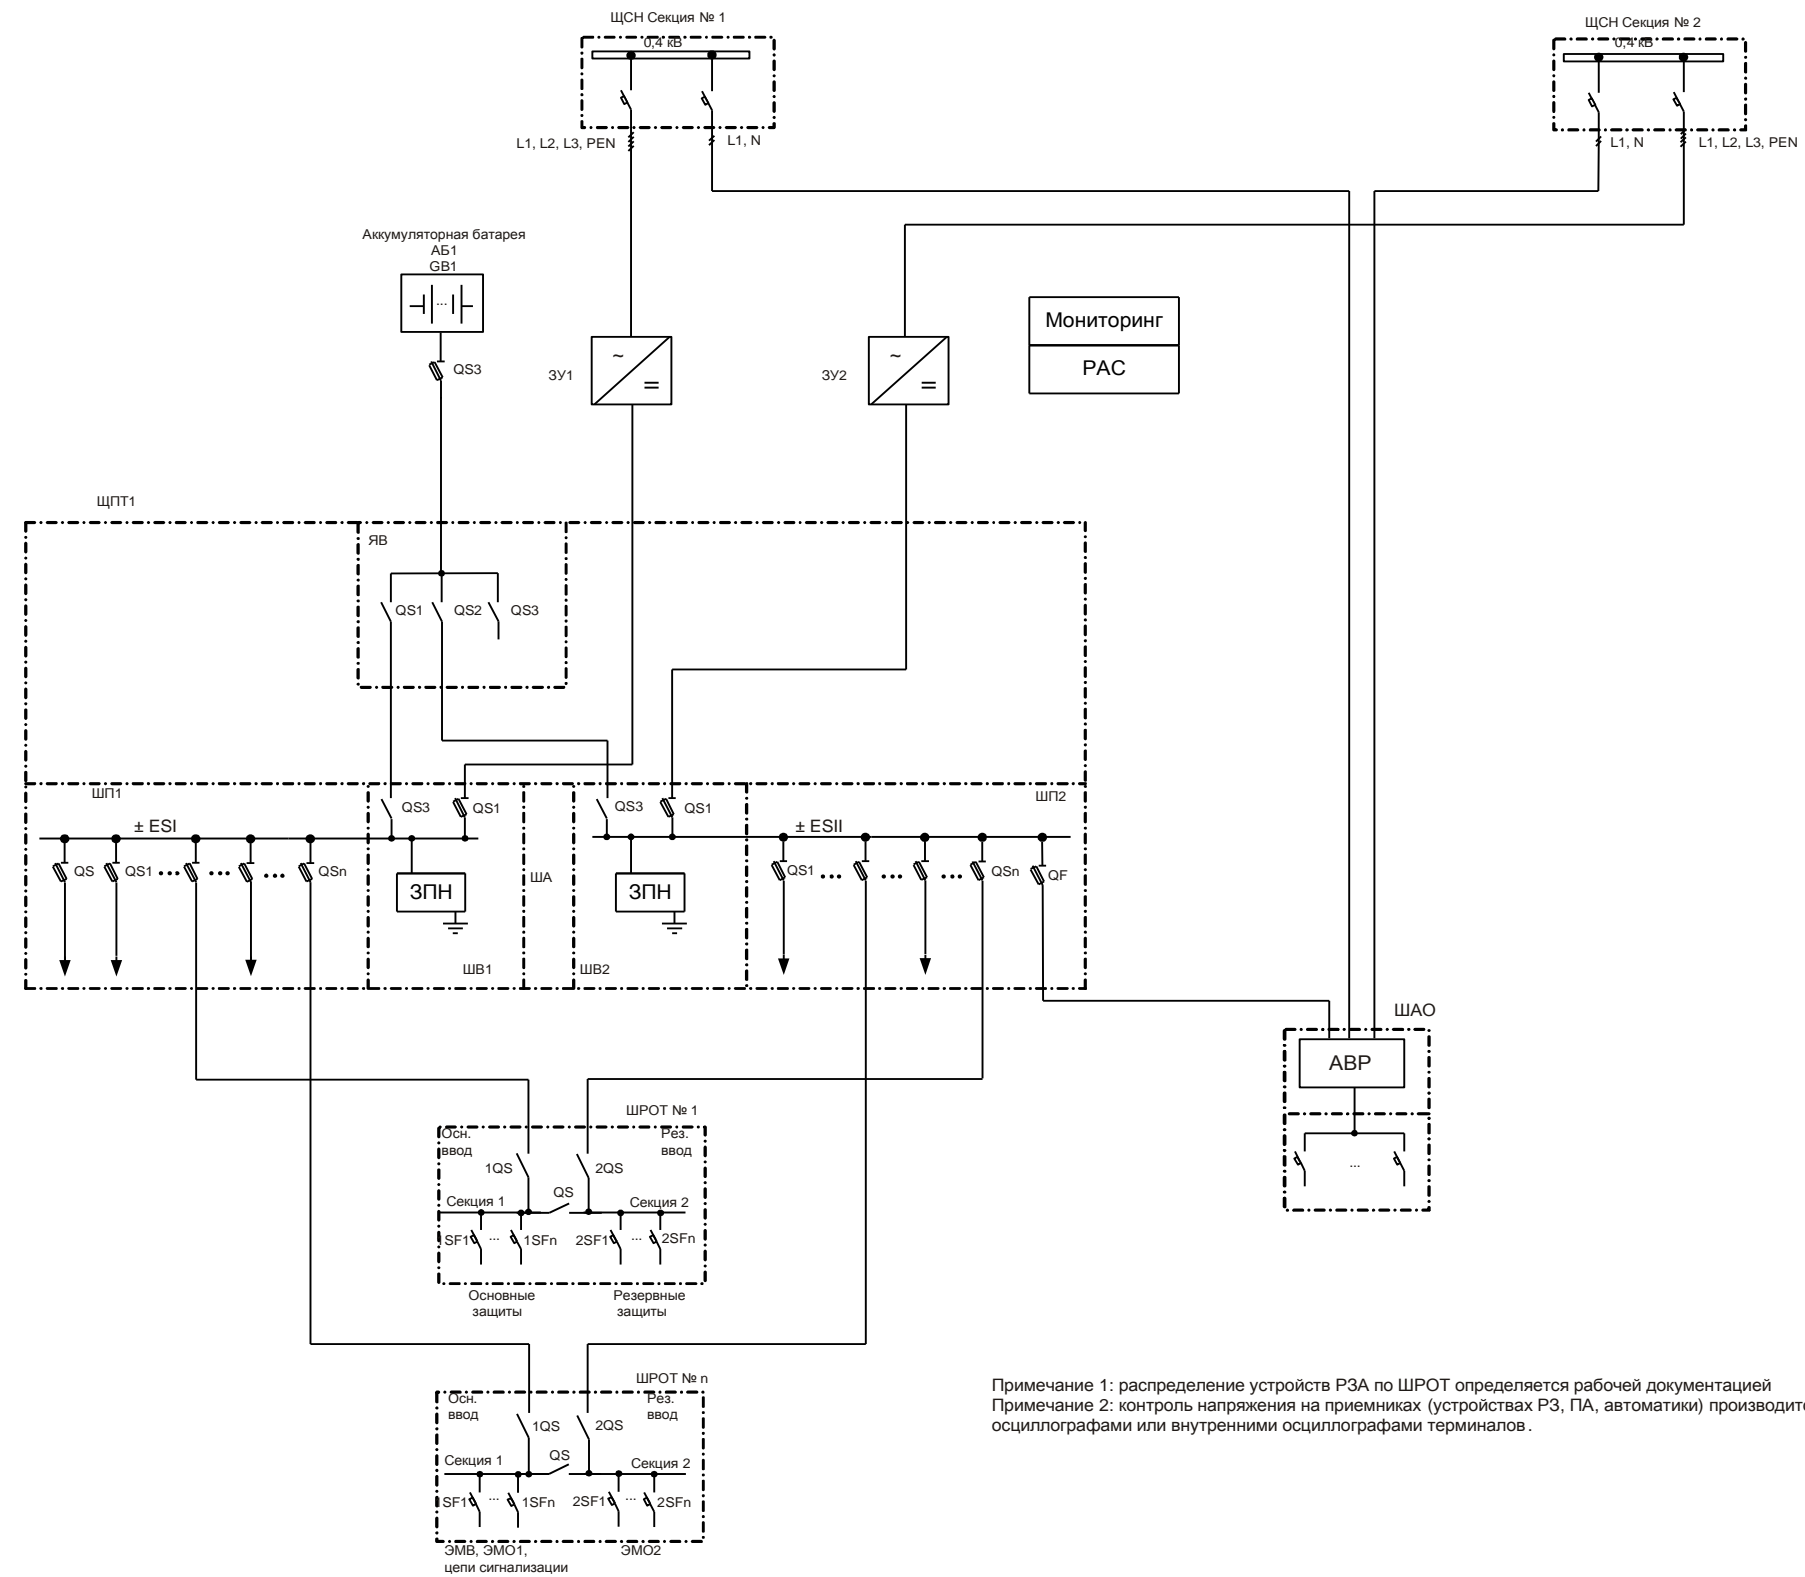 ЩСН Секция № 1
0,4 кВ
ЩСН Секция № 2
0,4 кВ
L1, L2, L3, PEN
L1, N
L1, N
L1, L2, L3, PEN
Аккумуляторная батарея
АБ1
GB1
...
QS3
ЗУ1
~
=
ЗУ2
~
=
Мониторинг
РАС
ЩПТ1
ЯВ
QS1
QS2
QS3
ШП1
± ESI
QS
QS1
...
...
...
QSn
QS3
QS1
ЗПН
ШВ1
ША
QS3
QS1
ЗПН
ШВ2
ШП2
± ESII
QS1
...
...
...
QSn
QF
ШАО
АВР
...
ШРОТ № 1
Осн.
ввод
Рез.
ввод
1QS
2QS
QS
Секция 1
Секция 2
SF1
...
1SFn
2SF1
...
2SFn
Основные
защиты
Резервные
защиты
ШРОТ № n
Осн.
ввод
Рез.
ввод
1QS
2QS
QS
Секция 1
Секция 2
SF1
...
1SFn
2SF1
...
2SFn
ЭМВ, ЭМО1,
цепи сигнализации
ЭМО2
Примечание 1: распределение устройств РЗА по ШРОТ определяется рабочей документацией
Примечание 2: контроль напряжения на приемниках (устройствах РЗ, ПА, автоматики) производит
осциллографами или внутренними осциллографами терминалов.